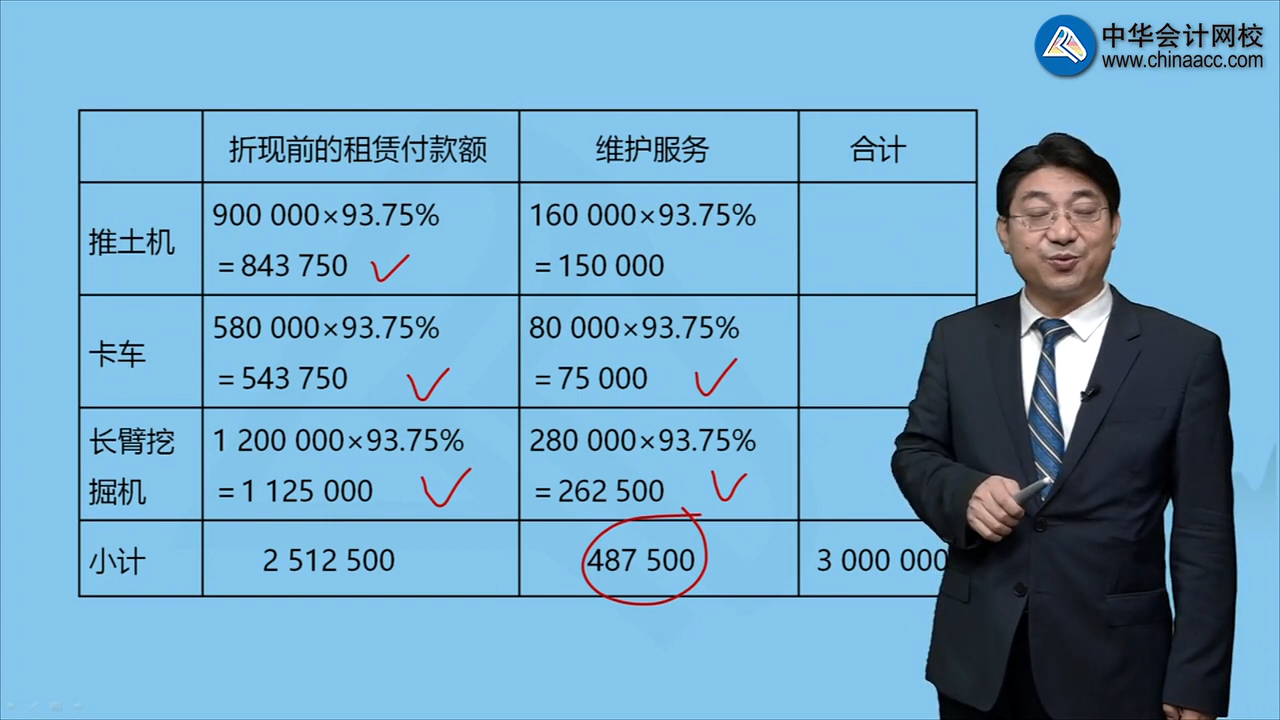 中华会计网校
www.chinaacc.com
折现前的租赁付款额 维护服务 合计
推土机 900 000×93.75% 160 000×93.75%
=843 750 =150 000
卡车 580 000×93.75% 80 000×93.75%
=543 750 =75 000
长臂挖 1 200 000×93.75% 280 000×93.75%
掘机 =1 125 000 =262 500
小计 2 512 500 487 500 3 000 000